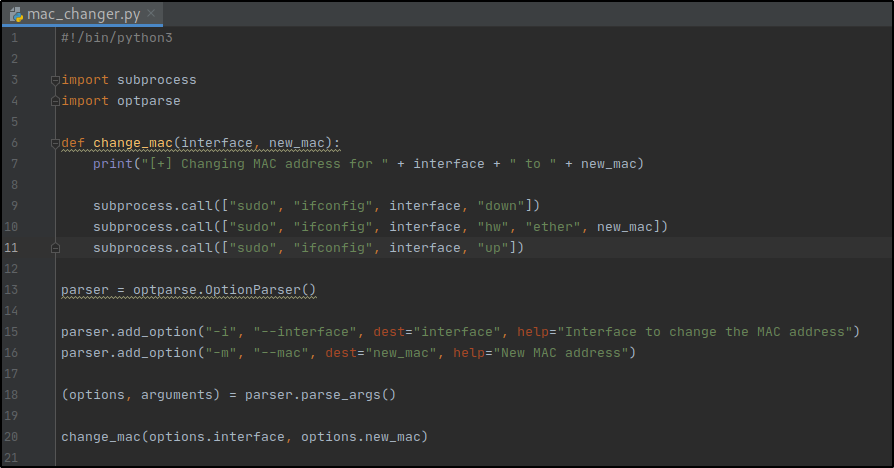 mac_changer.py ×
1 #!/bin/python3
2
3 import subprocess
4 import optparse
5
6 def change_mac(interface, new_mac):
7     print("[+] Changing MAC address for " + interface + " to " + new_mac)
8
9     subprocess.call(["sudo", "ifconfig", interface, "down"])
10     subprocess.call(["sudo", "ifconfig", interface, "hw", "ether", new_mac])
11     subprocess.call(["sudo", "ifconfig", interface, "up"])
12
13 parser = optparse.OptionParser()
14
15 parser.add_option("-i", "--interface", dest="interface", help="Interface to change the MAC address")
16 parser.add_option("-m", "--mac", dest="new_mac", help="New MAC address")
17
18 (options, arguments) = parser.parse_args()
19
20 change_mac(options.interface, options.new_mac)
21